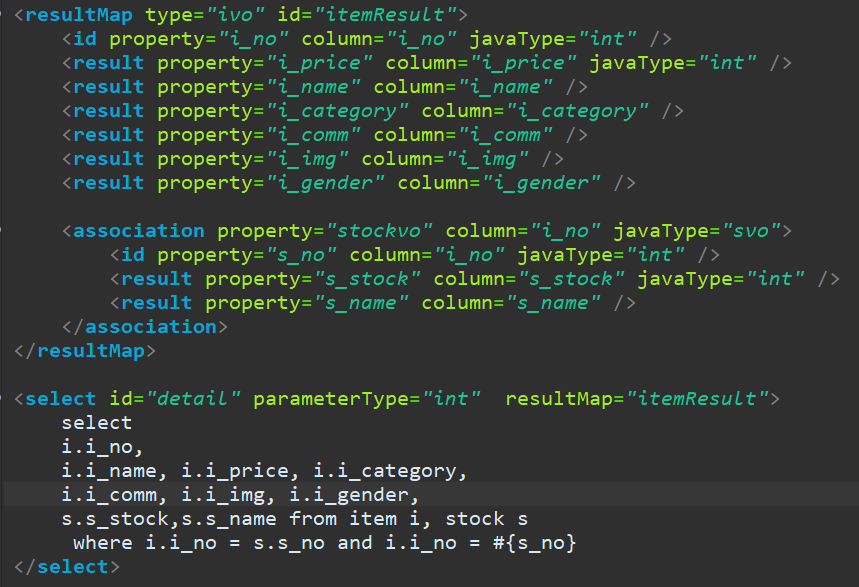 <resultMap type="ivo" id="itemResult">
<id property="i_no" column="i_no" javaType="int" />
<result property="i_price" column="i_price" javaType="int" />
<result property="i_name" column="i_name" />
<result property="i_category" column="i_category" />
<result property="i_comm" column="i_comm" />
<result property="i_img" column="i_img" />
<result property="i_gender" column="i_gender" />
<association property="stockvo" column="i_no" javaType="svo">
<id property="s_no" column="i_no" javaType="int" />
<result property="s_stock" column="s_stock" javaType="int" />
<result property="s_name" column="s_name" />
</association>
</resultMap>
<select id="detail" parameterType="int"  resultMap="itemResult">
select
i.i_no,
i.i_name, i.i_price, i.i_category,
i.i_comm, i.i_img, i.i_gender,
s.s_stock,s.s_name from item i, stock s
where i.i_no = s.s_no and i.i_no = #{s_no}
</select>